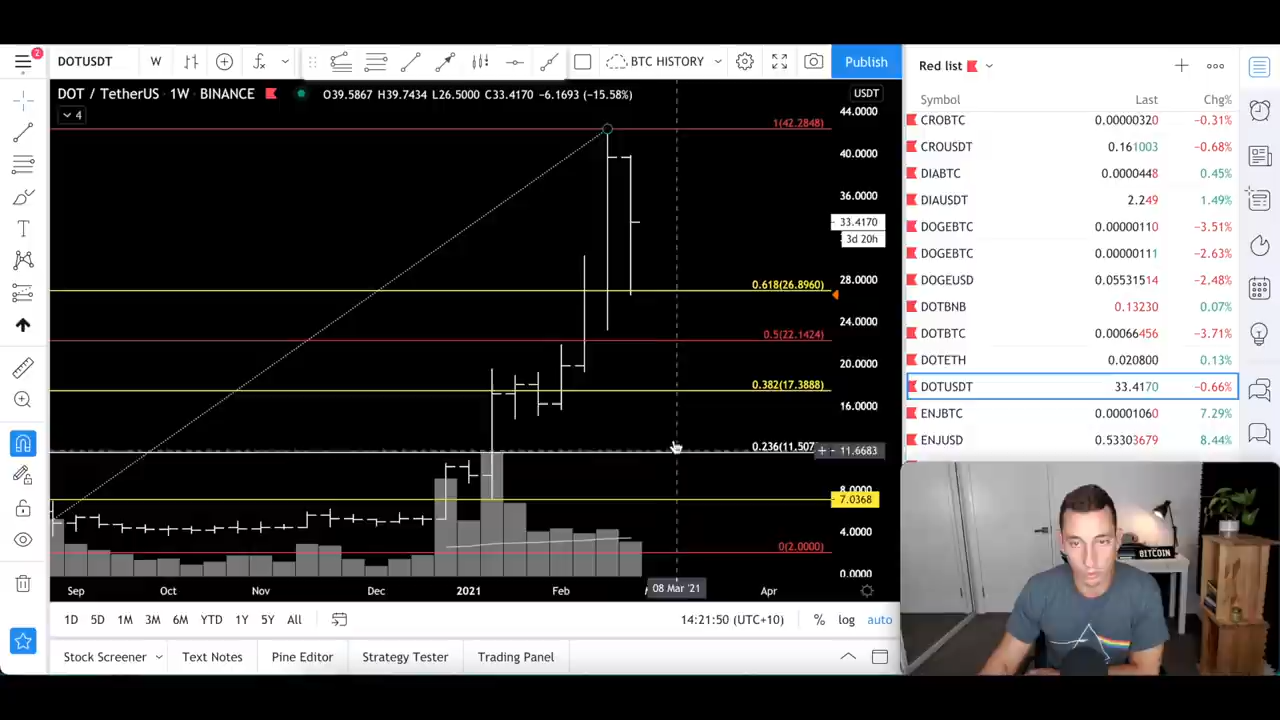 2
DOTUSDT W BTC HISTORY Publish
DOT / TetherUS · 1W · BINANCE O39.5867 H39.7434 L26.5000 C33.4170 −6.1693 (−15.58%)
4
USDT
44.0000
1(42.2848)
40.0000
36.0000
33.4170
3d 20h
0.618(26.8960)
28.0000
24.0000
0.5(22.1424)
20.0000
0.382(17.3888)
16.0000
0.236(11.507
11.6683
8.0000
7.0368
4.0000
0(2.0000)
0.0000
Sep Oct Nov Dec 2021 Feb 08 Mar '21 Apr
1D 5D 1M 3M 6M YTD 1Y 5Y All 14:21:50 (UTC+10) % log auto
Stock Screener Text Notes Pine Editor Strategy Tester Trading Panel
Red list
Symbol Last Chg%
CROBTC 0.00000320 −0.31%
CROUSDT 0.161003 −0.68%
DIABTC 0.0000448 0.45%
DIAUSDT 2.249 1.49%
DOGEBTC 0.00000110 −3.51%
DOGEBTC 0.00000111 −2.63%
DOGEUSD 0.05531514 −2.48%
DOTBNB 0.13230 0.07%
DOTBTC 0.00066456 −3.71%
DOTETH 0.020800 0.13%
DOTUSDT 33.4170 −0.66%
ENJBTC 0.00001060 7.29%
ENJUSD 0.53303679 8.44%
BITCOIN